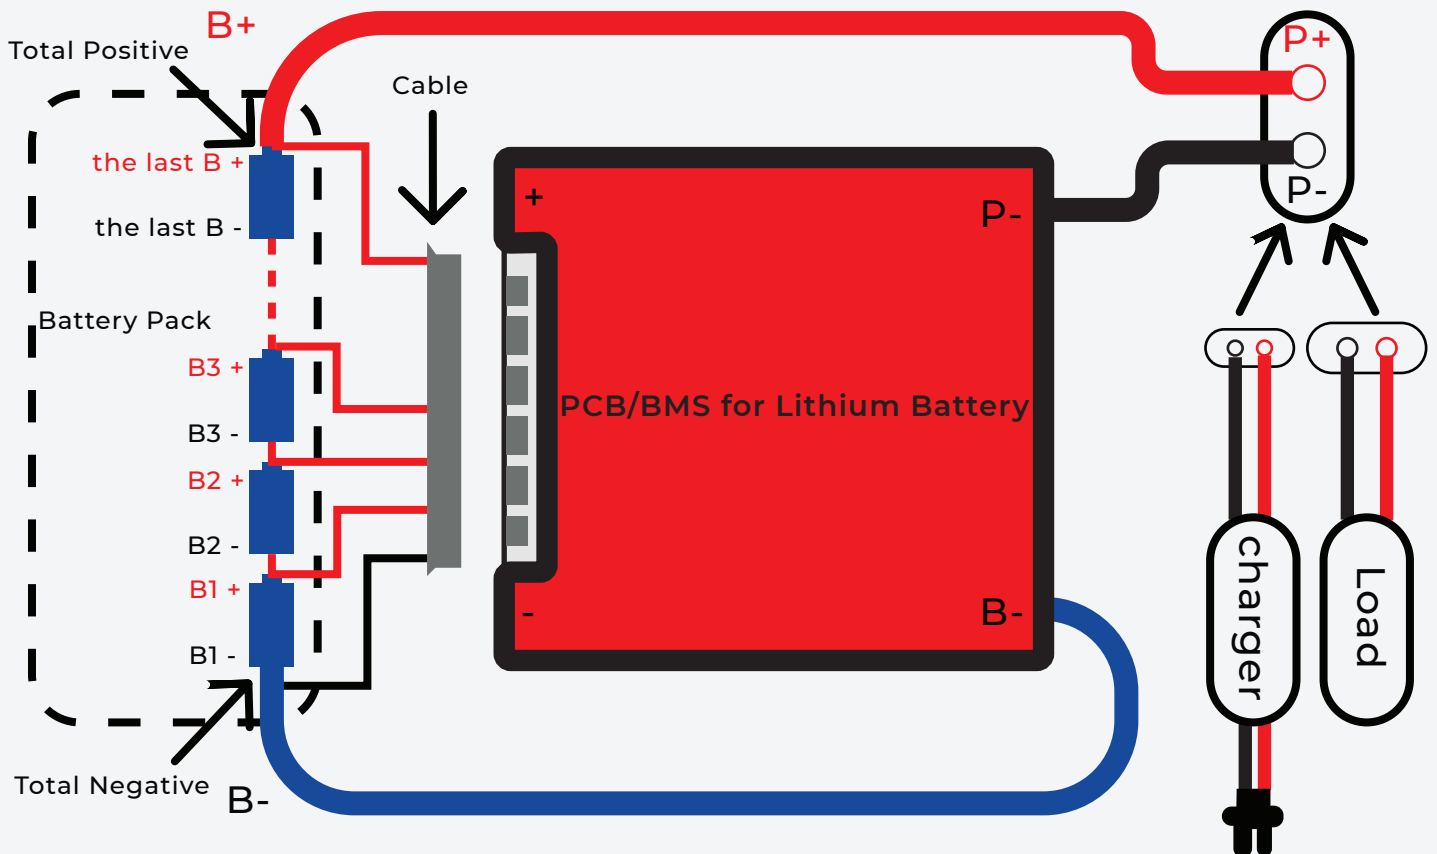 B+
Total Positive
Cable
P+
the last B +
+
P-
P-
the last B -
Battery Pack
B3 +
PCB/BMS for Lithium Battery
B3 -
B2 +
B2 -
B1 +
-
B-
B1 -
charger
Load
Total Negative
B-